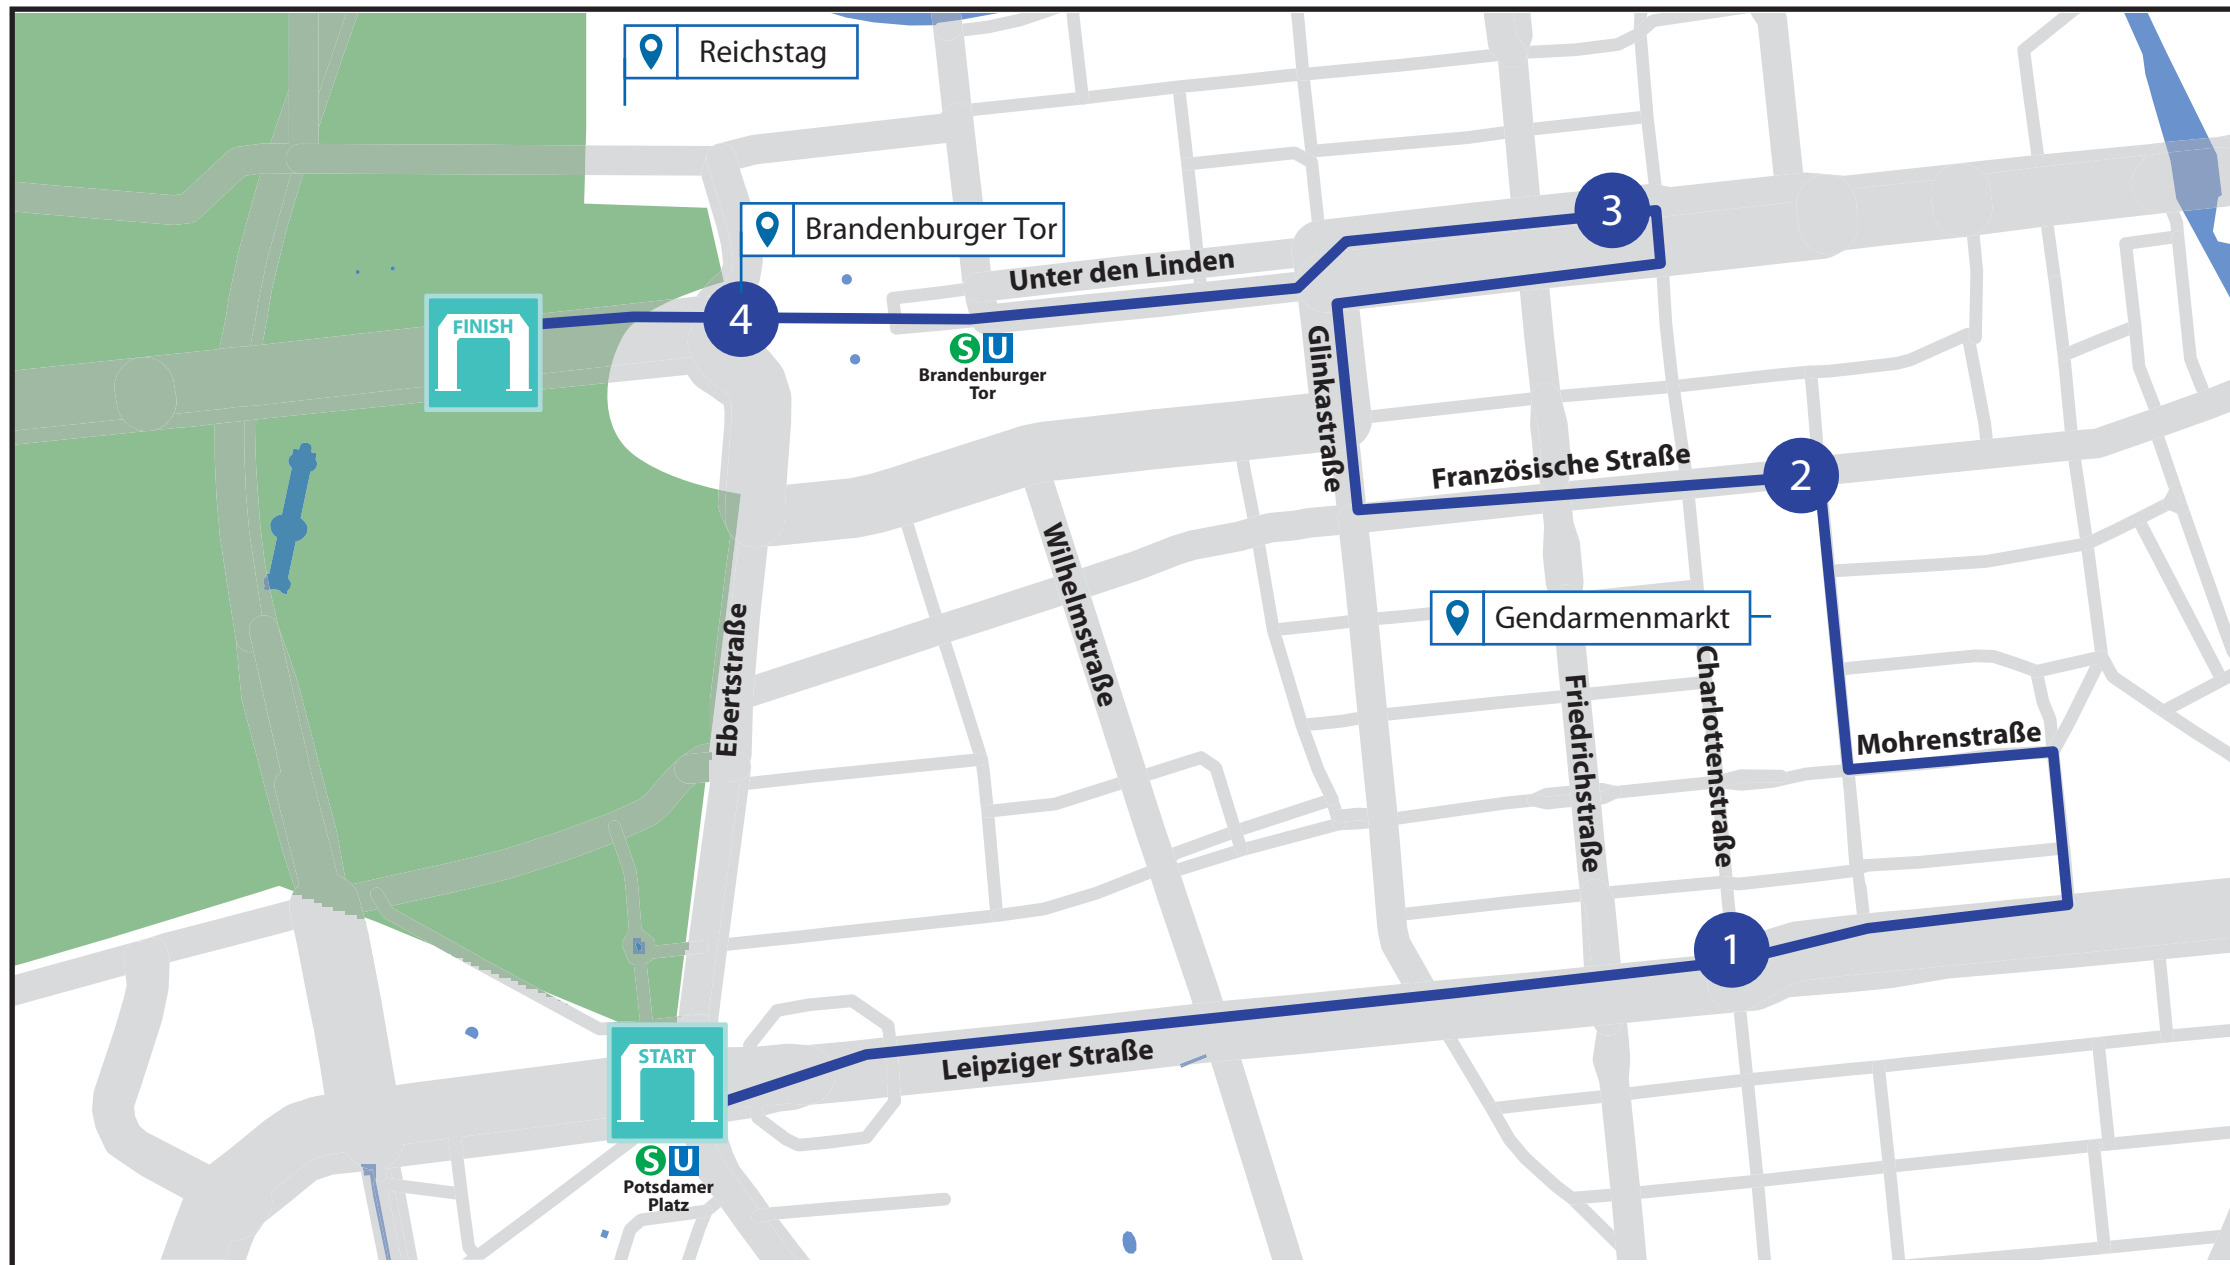 Reichstag
Brandenburger Tor
3
Unter den Linden
4
FINISH
S U
Brandenburger
Tor
Glinkastraße
Französische Straße
2
Wilhelmstraße
Gendarmenmarkt
Ebertstraße
Charlottenstraße
Friedrichstraße
Mohrenstraße
1
START
Leipziger Straße
S U
Potsdamer
Platz